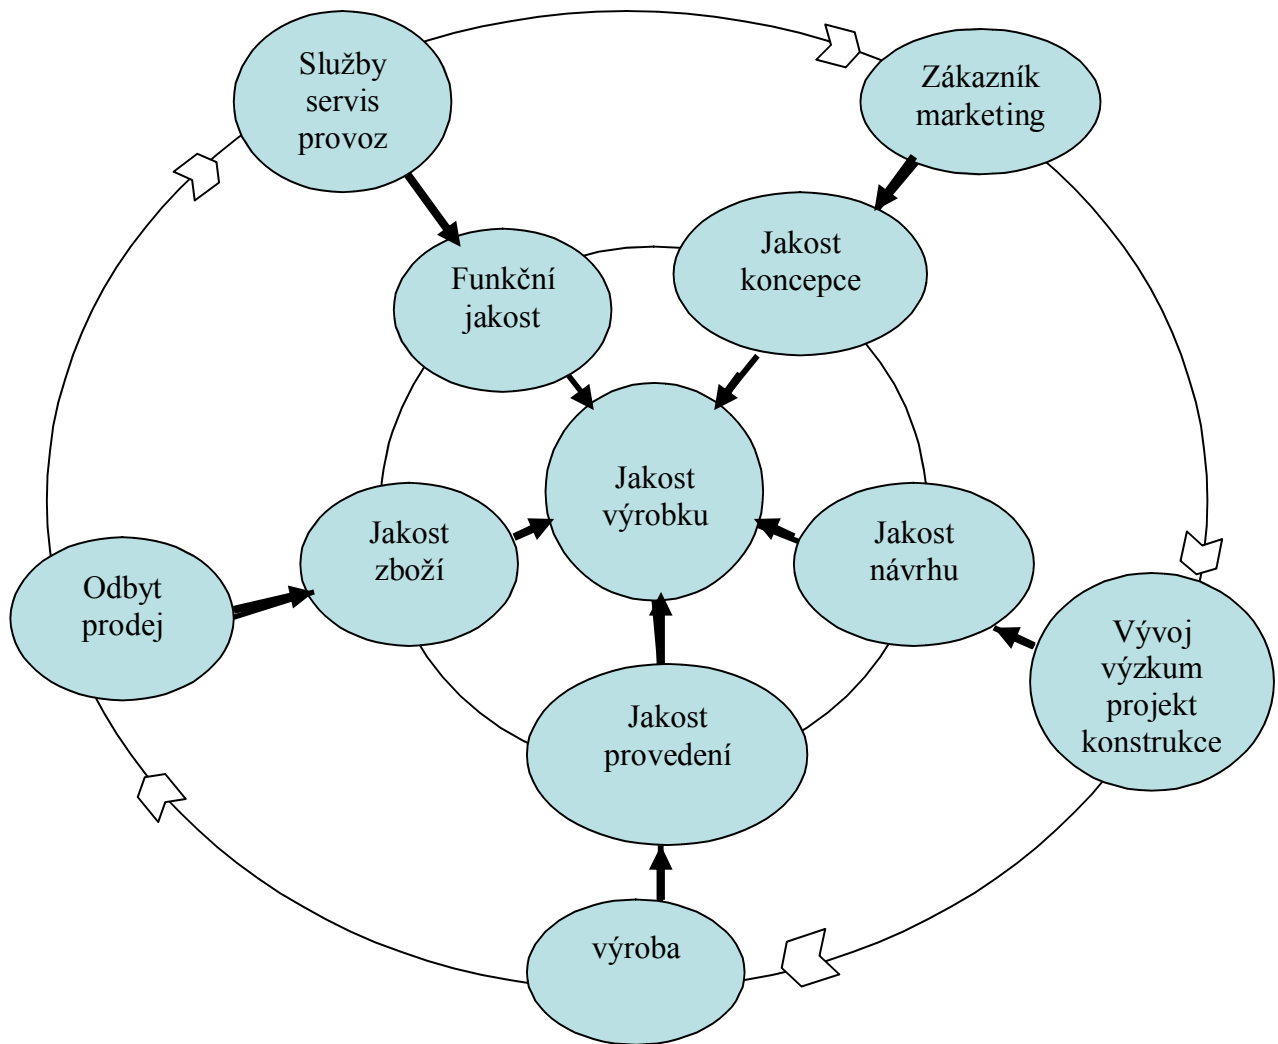 Služby
servis
provoz
Zákazník
marketing
Jakost
koncepce
Funkční
jakost
Jakost
výrobku
Jakost
zboží
Jakost
návrhu
Odbyt
prodej
Vývoj
výzkum
projekt
konstrukce
Jakost
provedení
výroba